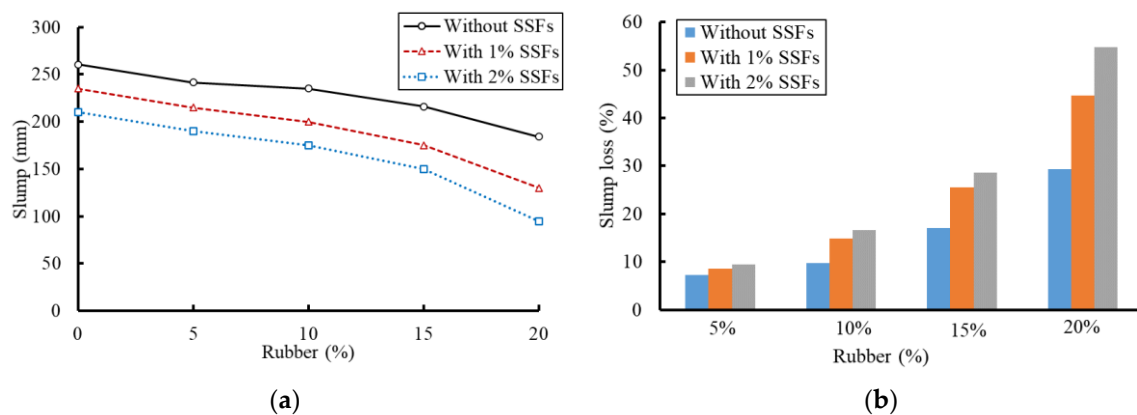 300
250
200
150
100
50
0
Slump (mm)
Without SSFs
With 1% SSFs
With 2% SSFs
0 5 10 15 20
Rubber (%)
(a)
60
50
40
30
20
10
0
Slump loss (%)
Without SSFs
With 1% SSFs
With 2% SSFs
5% 10% 15% 20%
Rubber (%)
(b)